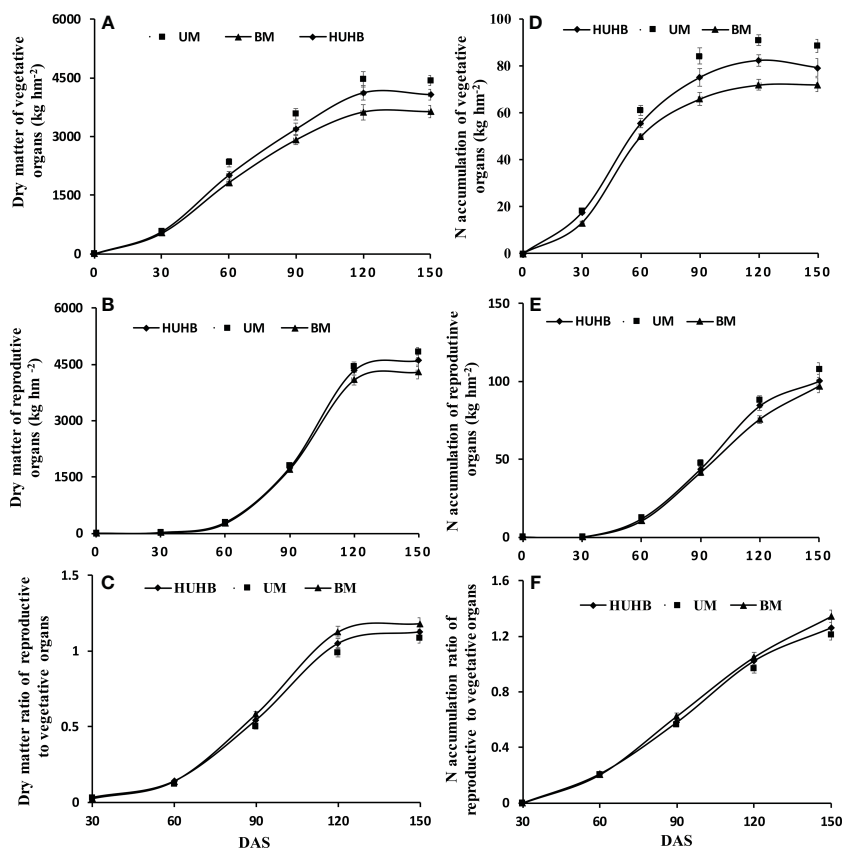 A
UM BM HUHB
Dry matter of vegetative
organs (kg hm-2)
6000
4500
3000
1500
0
0 30 60 90 120 150
D
HUHB UM BM
N accumulation of vegetative
organs (kg hm-2)
100
80
60
40
20
0
0 30 60 90 120 150
B
HUHB UM BM
Dry matter of reprodutive
organs (kg hm-2)
6000
4500
3000
1500
0
0 30 60 90 120 150
E
HUHB UM BM
N accumulation of reprodutinve
organs (kg hm-2)
150
100
50
0
0 30 60 90 120 150
C
HUHB UM BM
Dry matter ratio of reproductive
to vegetative organs
1.5
1.2
1
0.5
0
30 60 90 120 150
DAS
F
HUHB UM BM
N accumulation ratio of
reproductive to vegetative organs
1.6
1.2
0.8
0.4
0
30 60 90 120 150
DAS